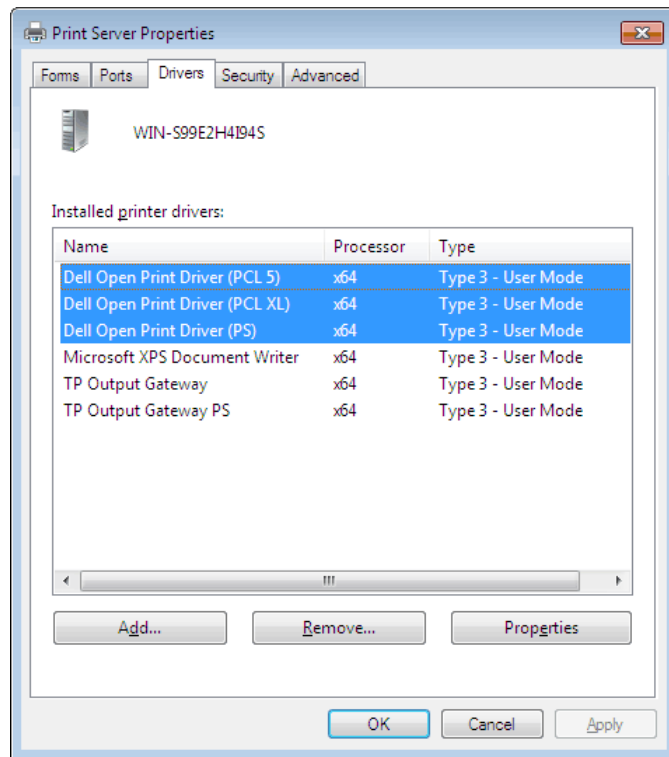 Print Server Properties
Forms Ports Drivers Security Advanced
WIN-S99E2H4I94S
Installed printer drivers:
Name Processor Type
Dell Open Print Driver (PCL 5) x64 Type 3 - User Mode
Dell Open Print Driver (PCL XL) x64 Type 3 - User Mode
Dell Open Print Driver (PS) x64 Type 3 - User Mode
Microsoft XPS Document Writer x64 Type 3 - User Mode
TP Output Gateway x64 Type 3 - User Mode
TP Output Gateway PS x64 Type 3 - User Mode
Add... Remove... Properties
OK Cancel Apply